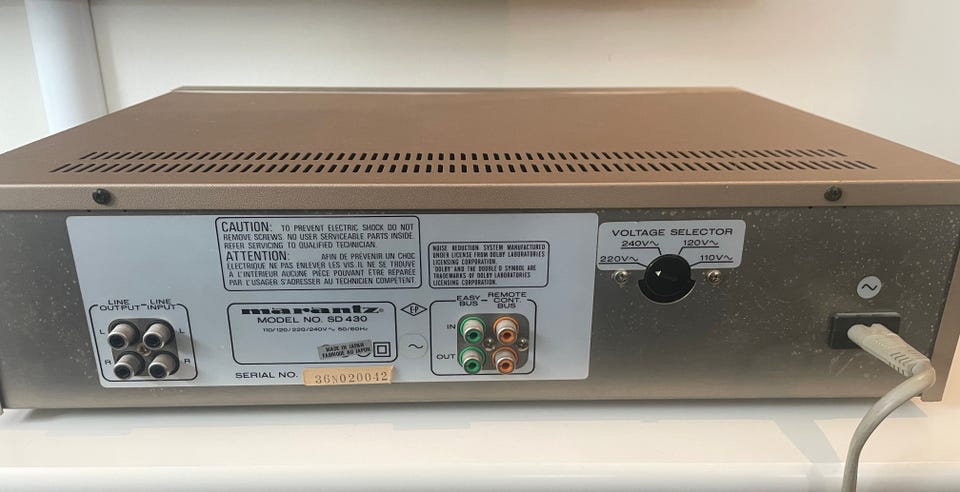 CAUTION: TO PREVENT ELECTRIC SHOCK DO NOT
REMOVE SCREWS. NO USER SERVICEABLE PARTS INSIDE.
REFER SERVICING TO QUALIFIED TECHNICIAN.
ATTENTION: AFIN DE PRÉVENIR UN CHOC
ÉLECTRIQUE NE PAS ENLEVER LES VIS. IL NE SE TROUVE
A L'INTERIEUR AUCUNE PIÈCE POUVANT ÊTRE RÉPARÉE
PAR L'USAGER S'ADRESSER AU TECHNICIEN COMPETENT.
NOISE REDUCTION SYSTEM MANUFACTURED
UNDER LICENSE FROM DOLBY LABORATORIES
LICENSING CORPORATION.
"DOLBY" AND THE DOUBLE D SYMBOL ARE
TRADEMARKS OF DOLBY LABORATORIES
LICENSING CORPORATION.
VOLTAGE SELECTOR
240V~ 120V~
220V~ 110V~
LINE OUTPUT
LINE INPUT
L L
R R
marantz®
MODEL NO. SD 430
110/120/220/240V~ 50/60Hz
MADE IN JAPAN
FABRIQUÉ AU JAPON
EP
EASY BUS
REMOTE CONT. BUS
IN
OUT
SERIAL NO. 36N020042